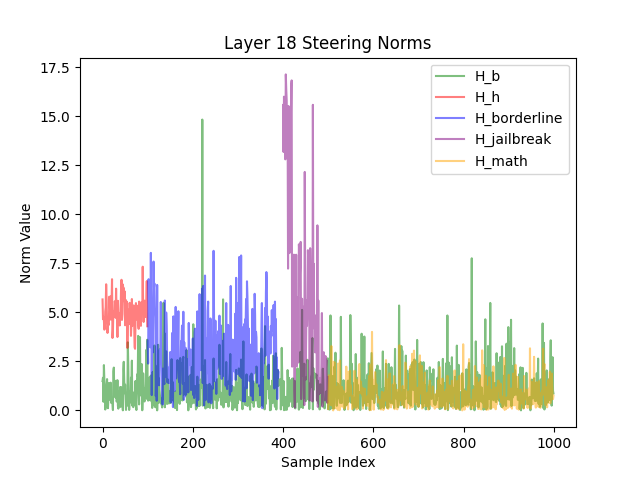 Layer 18 Steering Norms
17.5
15.0
12.5
10.0
7.5
5.0
2.5
0.0
Norm Value
H_b
H_h
H_borderline
H_jailbreak
H_math
0
200
400
600
800
1000
Sample Index